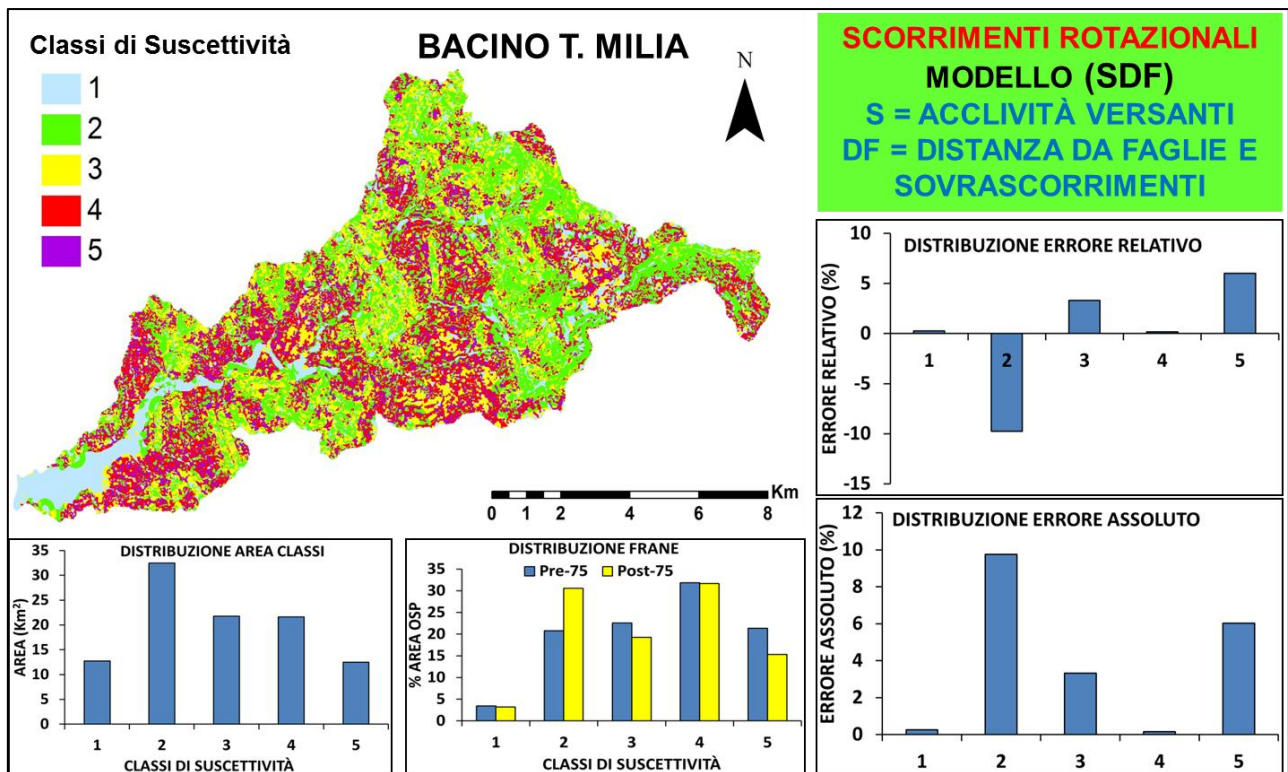 Classi di Suscettività
1
2
3
4
5
BACINO T. MILIA
N
Km
0 1 2 4 6 8
SCORRIMENTI ROTAZIONALI
MODELLO (SDF)
S = ACCLIVITÀ VERSANTI
DF = DISTANZA DA FAGLIE E
SOVRASCORRIMENTI
DISTRIBUZIONE ERRORE RELATIVO
ERRORE RELATIVO (%)
10
5
0
-5
-10
-15
1 2 3 4 5
DISTRIBUZIONE AREA CLASSI
AREA (Km²)
35
30
25
20
15
10
5
0
1 2 3 4 5
CLASSI DI SUSCETTIVITÀ
DISTRIBUZIONE FRANE
Pre-75 Post-75
% AREA OSP
35
30
25
20
15
10
5
0
1 2 3 4 5
CLASSI DI SUSCETTIVITÀ
DISTRIBUZIONE ERRORE ASSOLUTO
ERRORE ASSOLUTO (%)
12
10
8
6
4
2
0
1 2 3 4 5